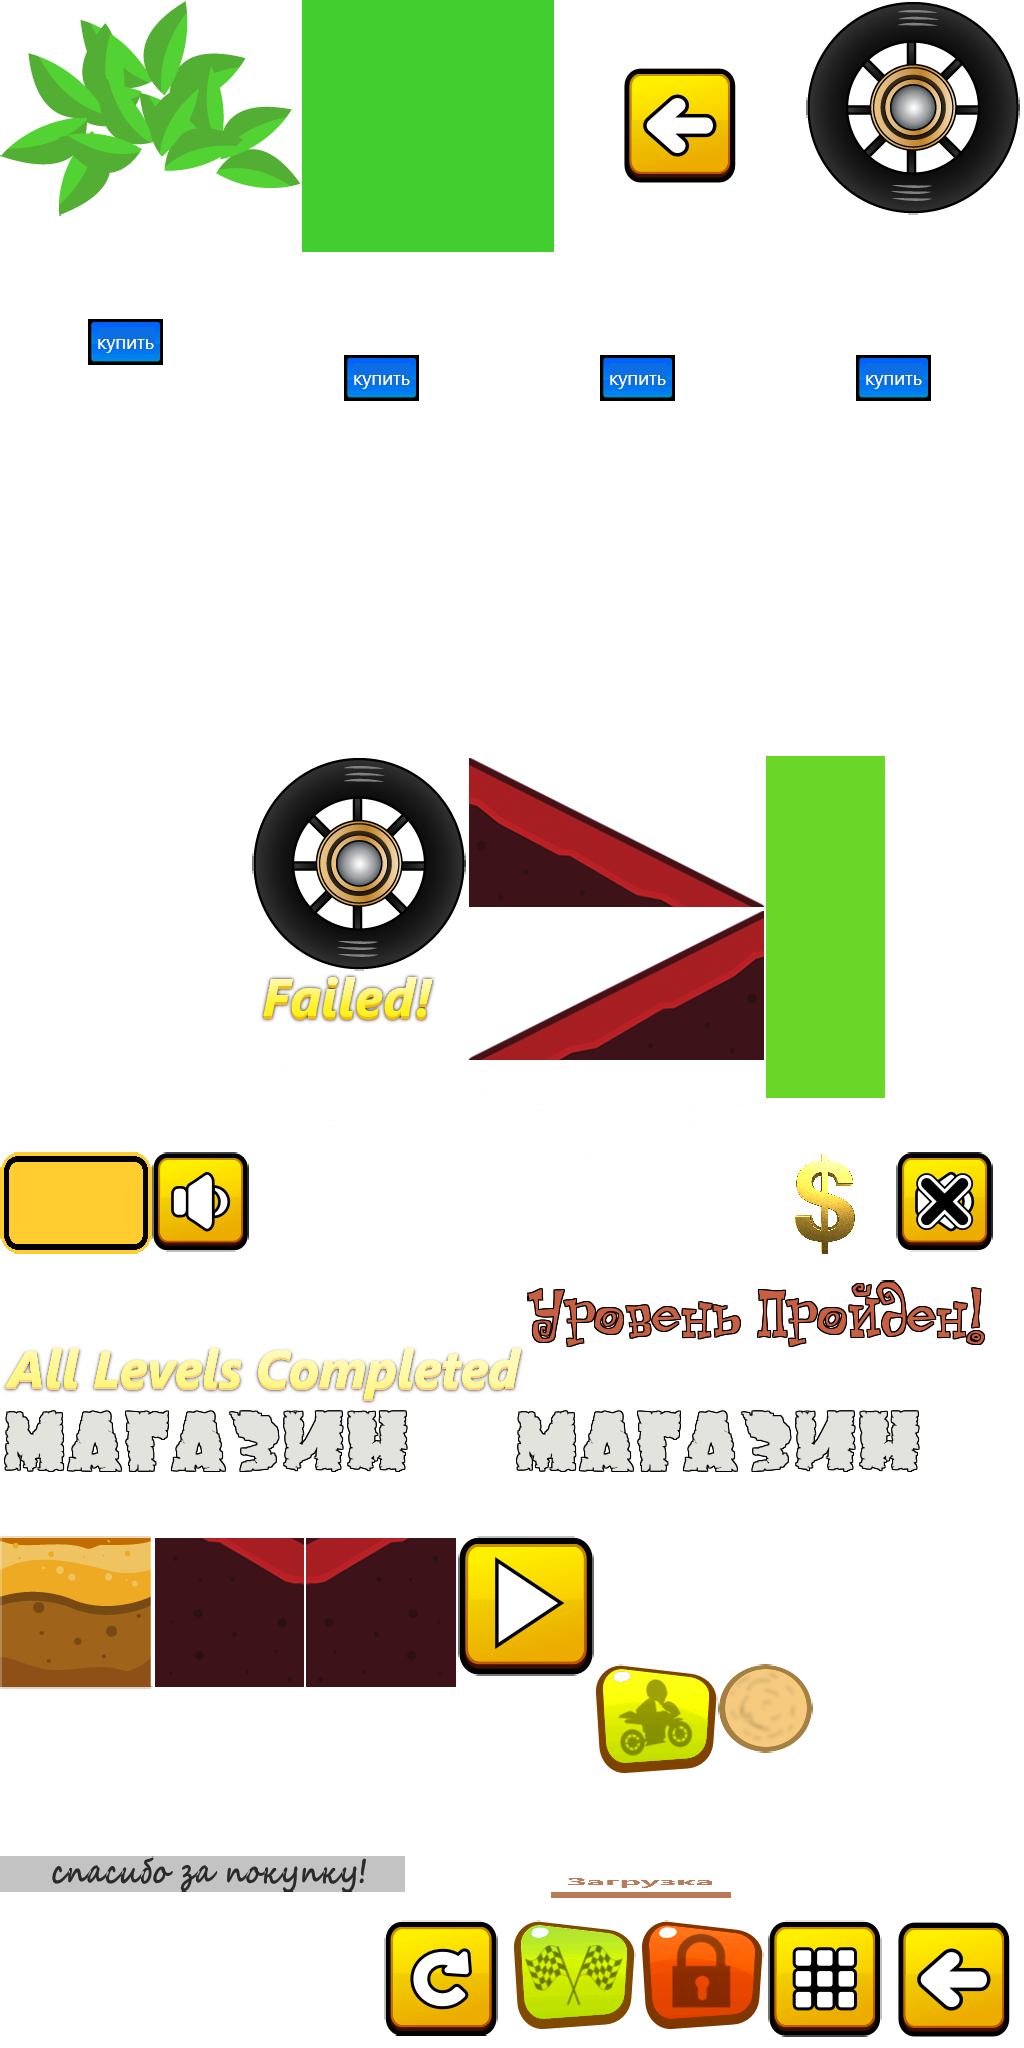 купить
купить
купить
купить
Failed!
$
Уровень Пройден!
All Levels Completed
МАГАЗИН
МАГАЗИН
спасибо за покупку!
Загрузка